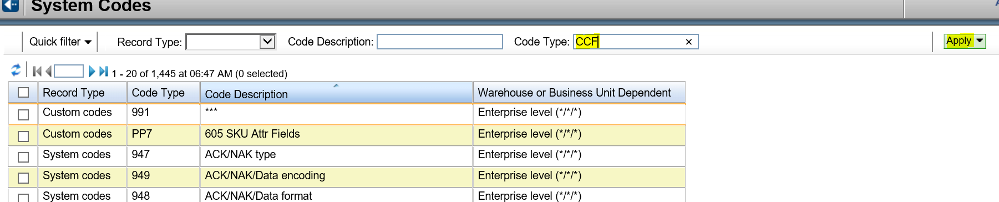 System Codes
Quick filter Record Type: Code Description: Code Type: CCF Apply
1 - 20 of 1,445 at 06:47 AM (0 selected)
Record Type Code Type Code Description Warehouse or Business Unit Dependent
Custom codes 991 *** Enterprise level (*/*/*)
Custom codes PP7 605 SKU Attr Fields Enterprise level (*/*/*)
System codes 947 ACK/NAK type Enterprise level (*/*/*)
System codes 949 ACK/NAK/Data encoding Enterprise level (*/*/*)
System codes 948 ACK/NAK/Data format Enterprise level (*/*/*)